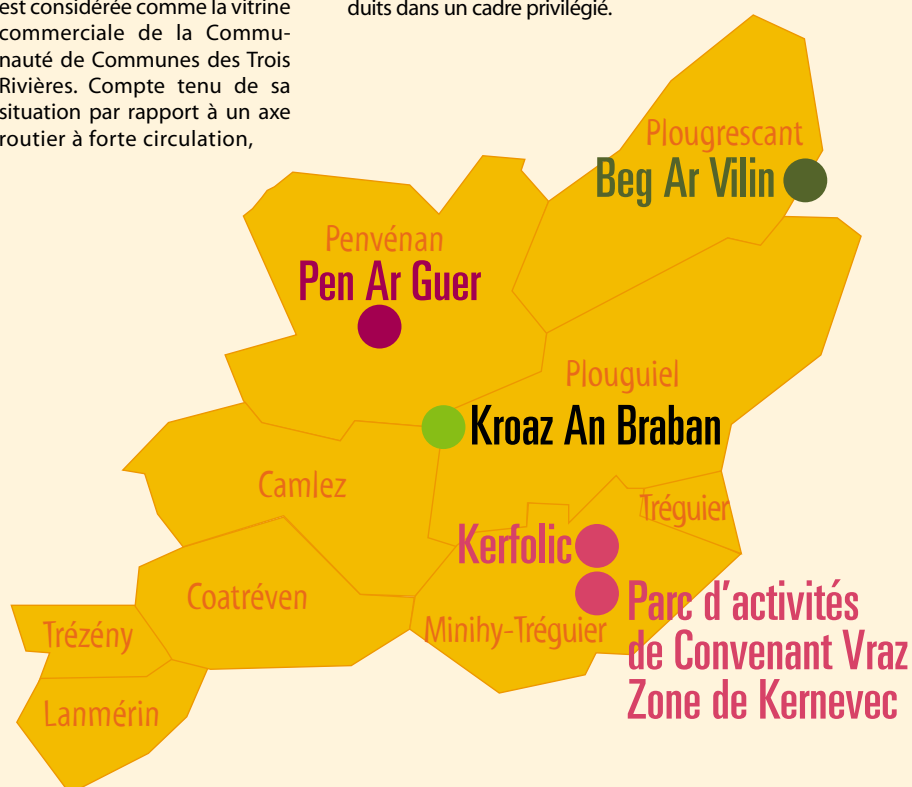 est considérée comme la vitrine
commerciale de la Commu-
nauté de Communes des Trois
Rivières. Compte tenu de sa
situation par rapport à un axe
routier à forte circulation,
duits dans un cadre privilégié.
Plougrescant
Beg Ar Vilin
Penvénan
Pen Ar Guer
Plouguiel
Kroaz An Braban
Camlez
Tréguier
Kerfolic
Coatréven
Parc d’activités
de Convenant Vraz
Zone de Kernevec
Minihy-Tréguier
Trézény
Lanmérin